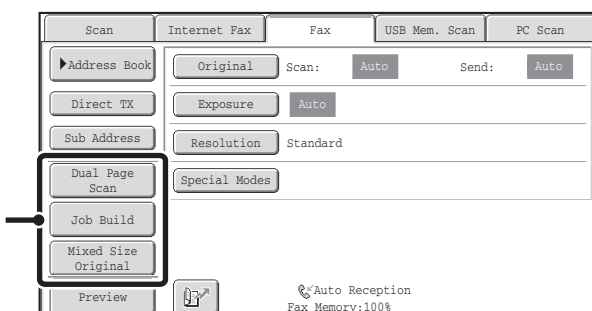 Scan Internet Fax Fax USB Mem. Scan PC Scan
Address Book Original Scan: Auto Send: Auto
Direct TX Exposure Auto
Sub Address Resolution Standard
Dual Page
Scan
Special Modes
Job Build
Mixed Size
Original
Preview Auto Reception
Fax Memory:100%